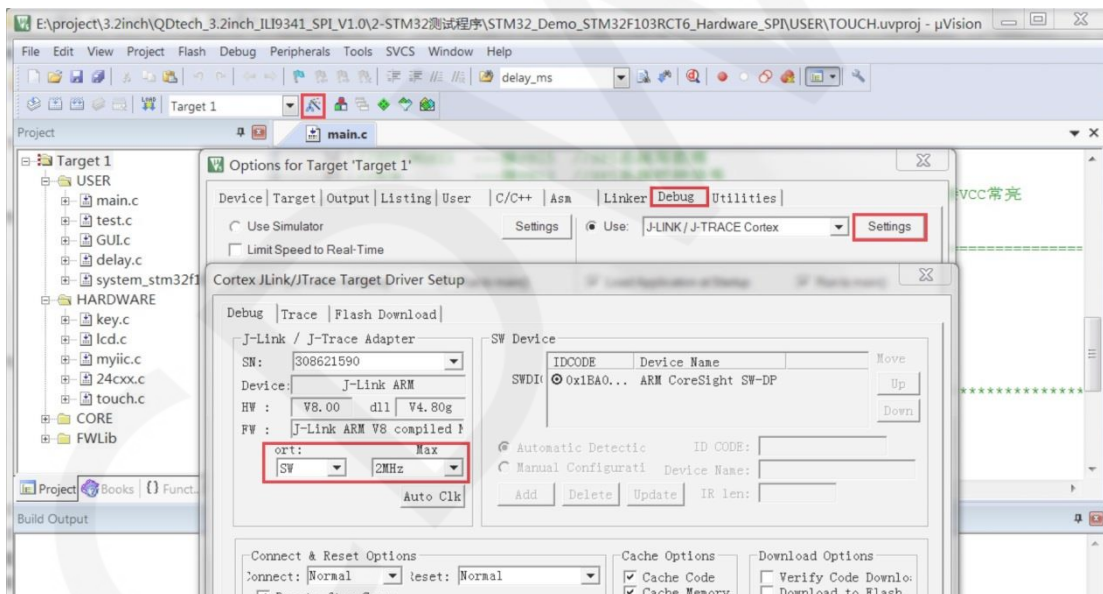 E:\project\3.2inch\QDtech_3.2inch_ILI9341_SPI_V1.0\2-STM32测试程序\STM32_Demo_STM32F103RCT6_Hardware_SPI\USER\TOUCH.uvproj - µVision
File Edit View Project Flash Debug Peripherals Tools SVCS Window Help
delay_ms
LOAD Target 1
Project
main.c
Target 1
USER
main.c
test.c
GUI.c
delay.c
system_stm32f1
HARDWARE
key.c
lcd.c
myiic.c
24cxx.c
touch.c
CORE
FWLib
Project Books {} Funct...
Build Output
VCC常亮
==============
**************
Options for Target 'Target 1'
Device Target Output Listing User C/C++ Asm Linker Debug Utilities
Use Simulator Settings Use: J-LINK / J-TRACE Cortex Settings
Limit Speed to Real-Time
Cortex JLink/JTrace Target Driver Setup
Debug Trace Flash Download
J-Link / J-Trace Adapter
SN: 308621590
Device: J-Link ARM
HW : V8.00 dll V4.80g
FW : J-Link ARM V8 compiled
ort: Max
SW 2MHz
Auto Clk
SW Device
IDCODE Device Name
SWDI 0x1BA0... ARM CoreSight SW-DP
Move
Up
Down
Automatic Detectic ID CODE:
Manual Configurati Device Name:
Add Delete Update IR len:
Connect & Reset Options
Connect: Normal Reset: Normal
Cache Options
Cache Code
Cache Memory
Download Options
Verify Code Downlo
Download to Flash